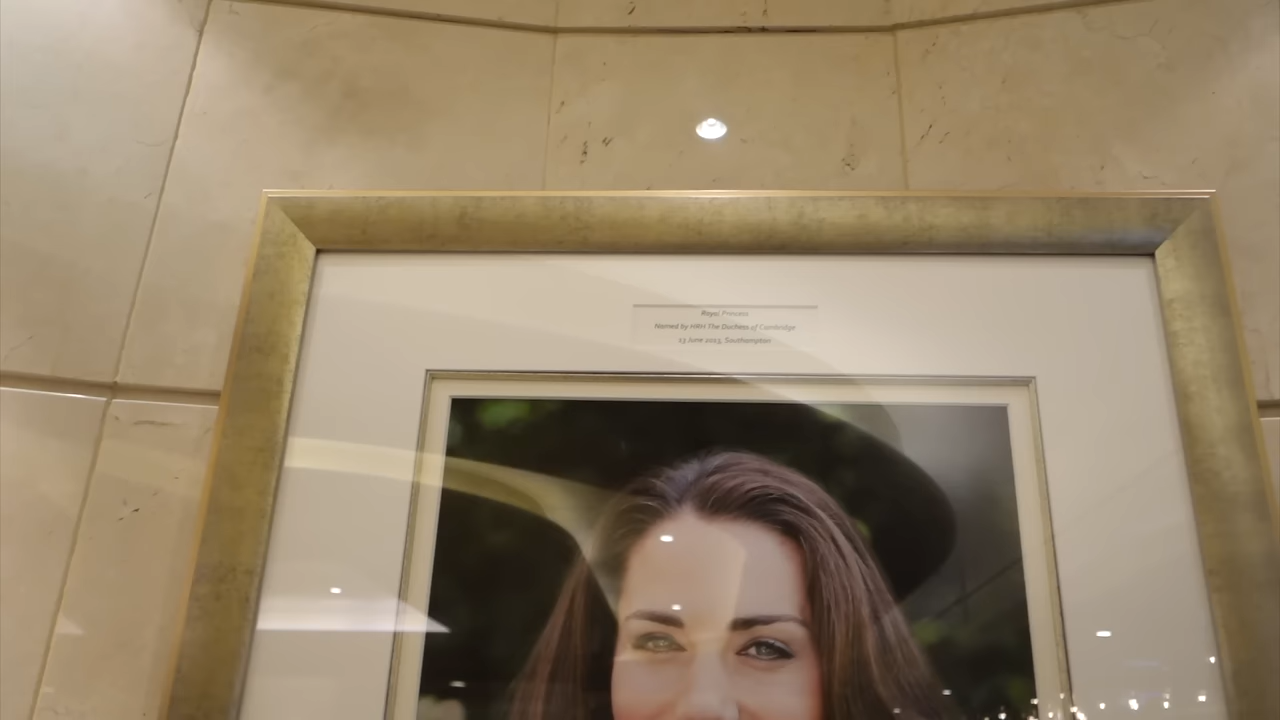 Royal Princess
Named by HRH The Duchess of Cambridge
13 June 2013, Southampton